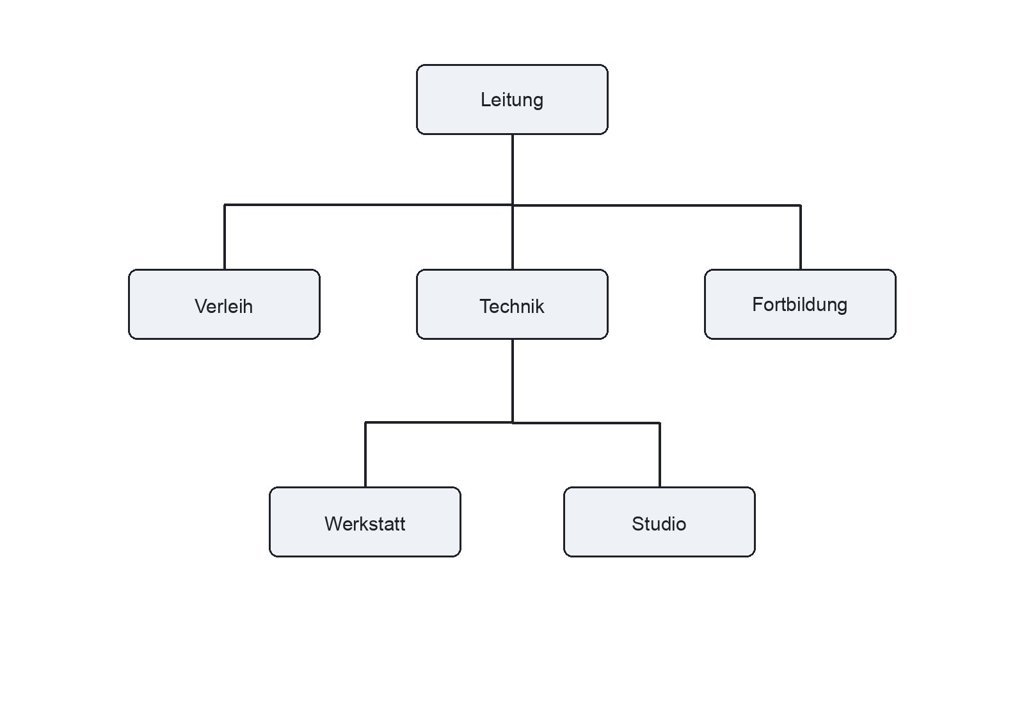 Leitung
Verleih
Technik
Fortbildung
Werkstatt
Studio